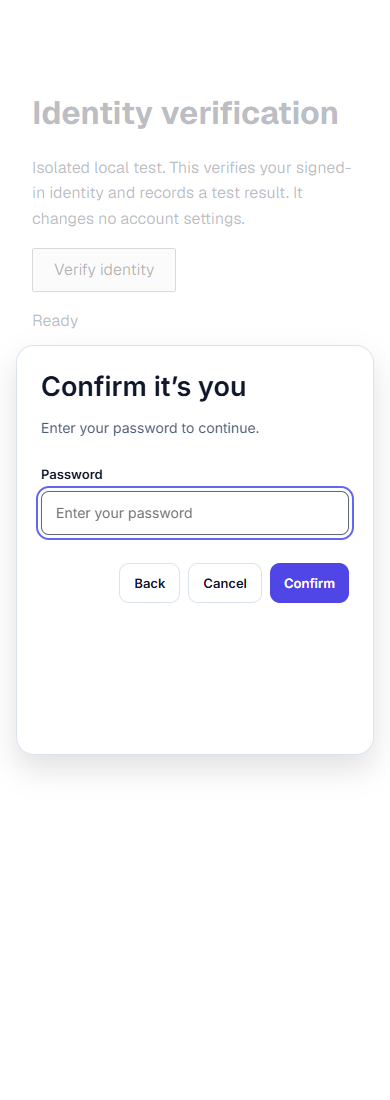 Identity verification
Isolated local test. This verifies your signed-
in identity and records a test result. It
changes no account settings.
Verify identity
Ready
Confirm it’s you
Enter your password to continue.
Password
Enter your password
Back
Cancel
Confirm